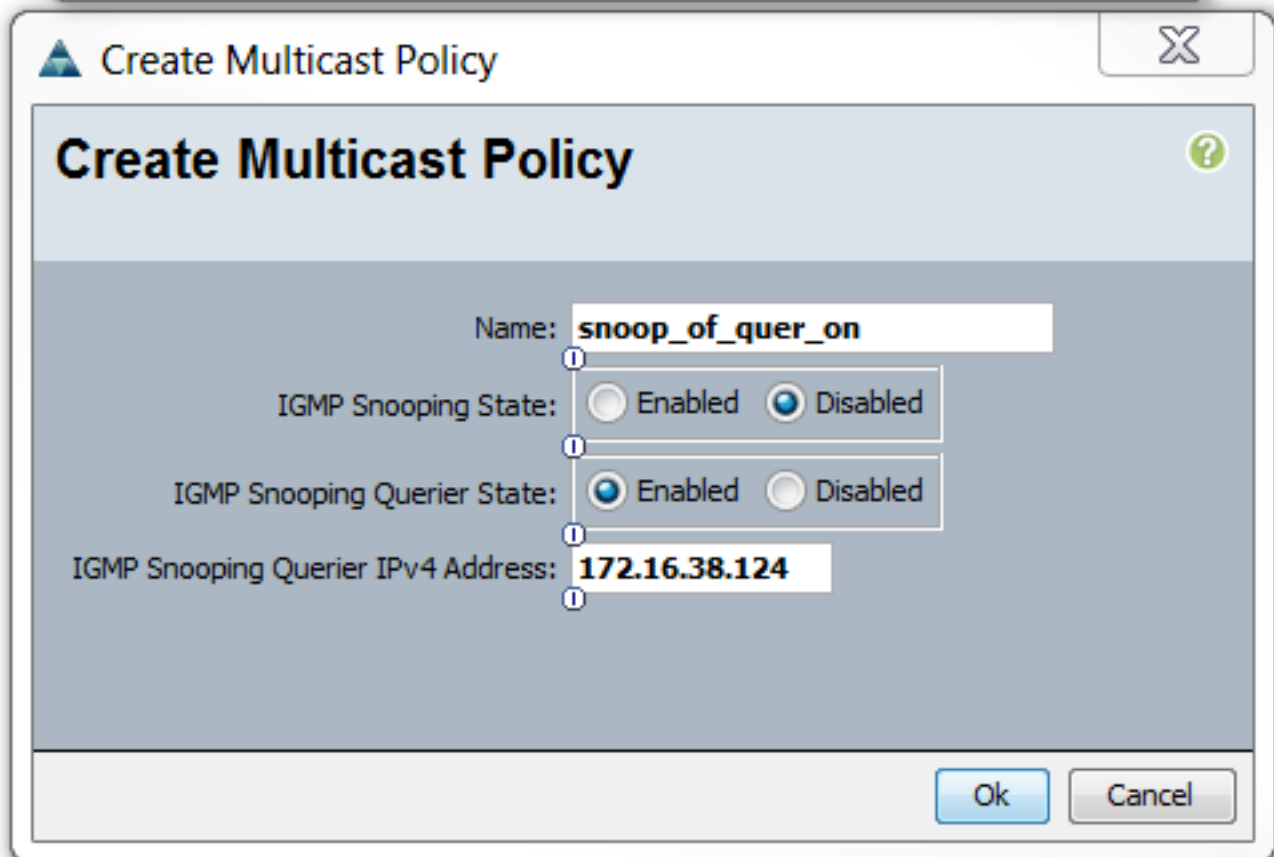 Create Multicast Policy
Create Multicast Policy
Name: snoop_of_quer_on
IGMP Snooping State: Enabled Disabled
IGMP Snooping Querier State: Enabled Disabled
IGMP Snooping Querier IPv4 Address: 172.16.38.124
Ok Cancel